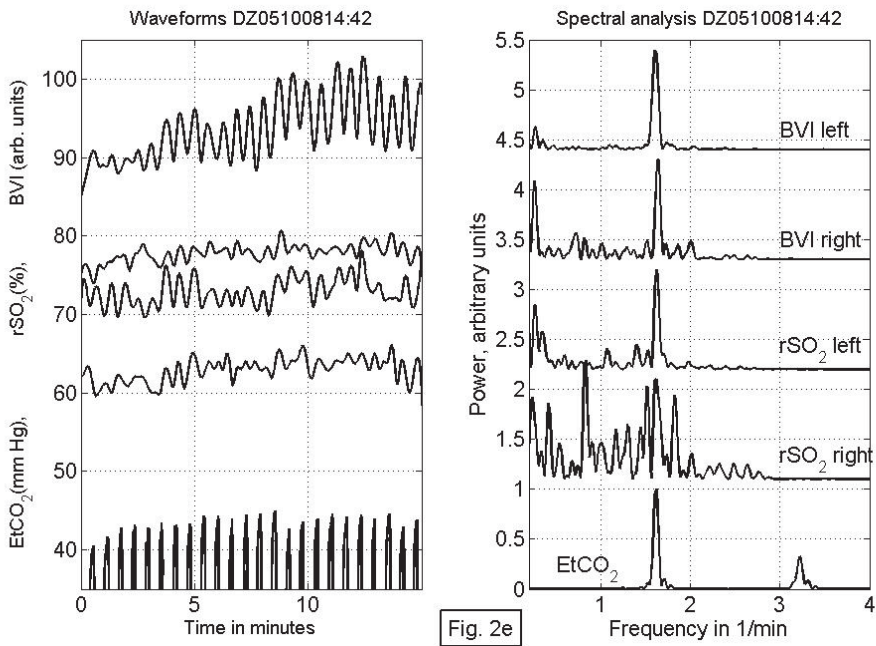 Waveforms DZ05100814:42
BVI (arb. units)
rSO2(%),
EtCO2(mm Hg),
100
90
80
70
60
50
40
0
5
10
Time in minutes
Spectral analysis DZ05100814:42
Power, arbitrary units
5.5
5
4.5
4
3.5
3
2.5
2
1.5
1
0.5
0
BVI left
BVI right
rSO2 left
rSO2 right
EtCO2
1
2
3
4
Frequency in 1/min
Fig. 2e